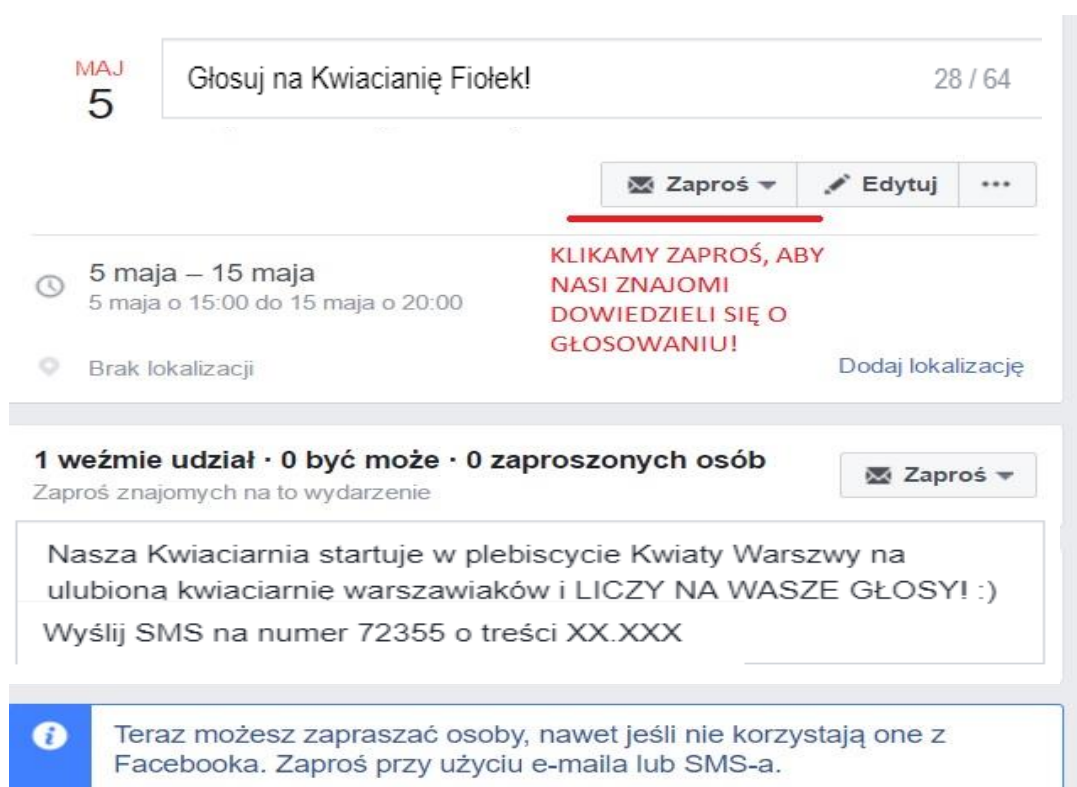 MAJ
5
Głosuj na Kwiacianię Fiołek!
28 / 64
Zaproś
Edytuj
...
5 maja – 15 maja
5 maja o 15:00 do 15 maja o 20:00
KLIKAMY ZAPROŚ, ABY
NASI ZNAJOMI
DOWIEDZIELI SIĘ O
GŁOSOWANIU!
Brak lokalizacji
Dodaj lokalizację
1 weźmie udział · 0 być może · 0 zaproszonych osób
Zaproś znajomych na to wydarzenie
Zaproś
Nasza Kwiaciarnia startuje w plebiscycie Kwiaty Warszwy na
ulubioną kwiaciarnię warszawiaków i LICZY NA WASZE GŁOSY! :)
Wyślij SMS na numer 72355 o treści XX.XXX
Teraz możesz zapraszać osoby, nawet jeśli nie korzystają one z
Facebooka. Zaproś przy użyciu e-maila lub SMS-a.